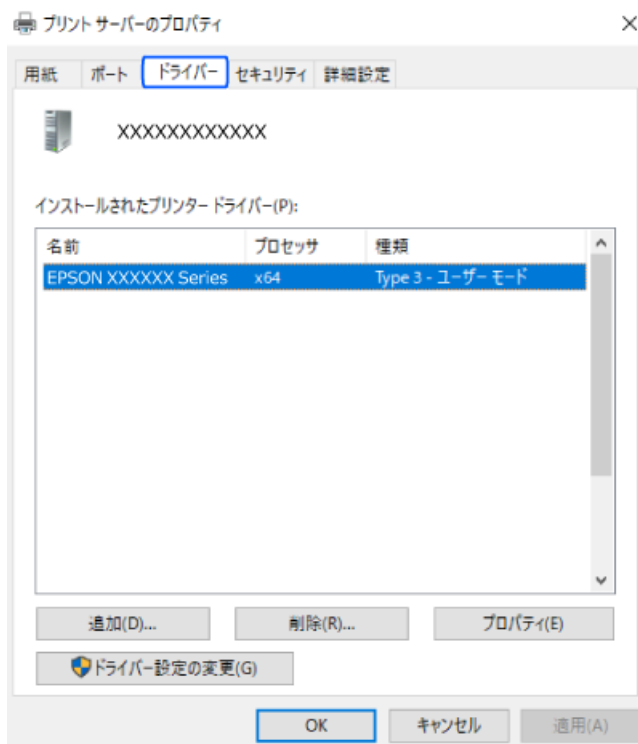 プリント サーバーのプロパティ
用紙 ポート ドライバー セキュリティ 詳細設定
XXXXXXXXXXXX
インストールされたプリンター ドライバー(P):
名前 プロセッサ 種類
EPSON XXXXXX Series x64 Type 3 - ユーザー モード
追加(D)... 削除(R)... プロパティ(E)
ドライバー設定の変更(G)
OK キャンセル 適用(A)